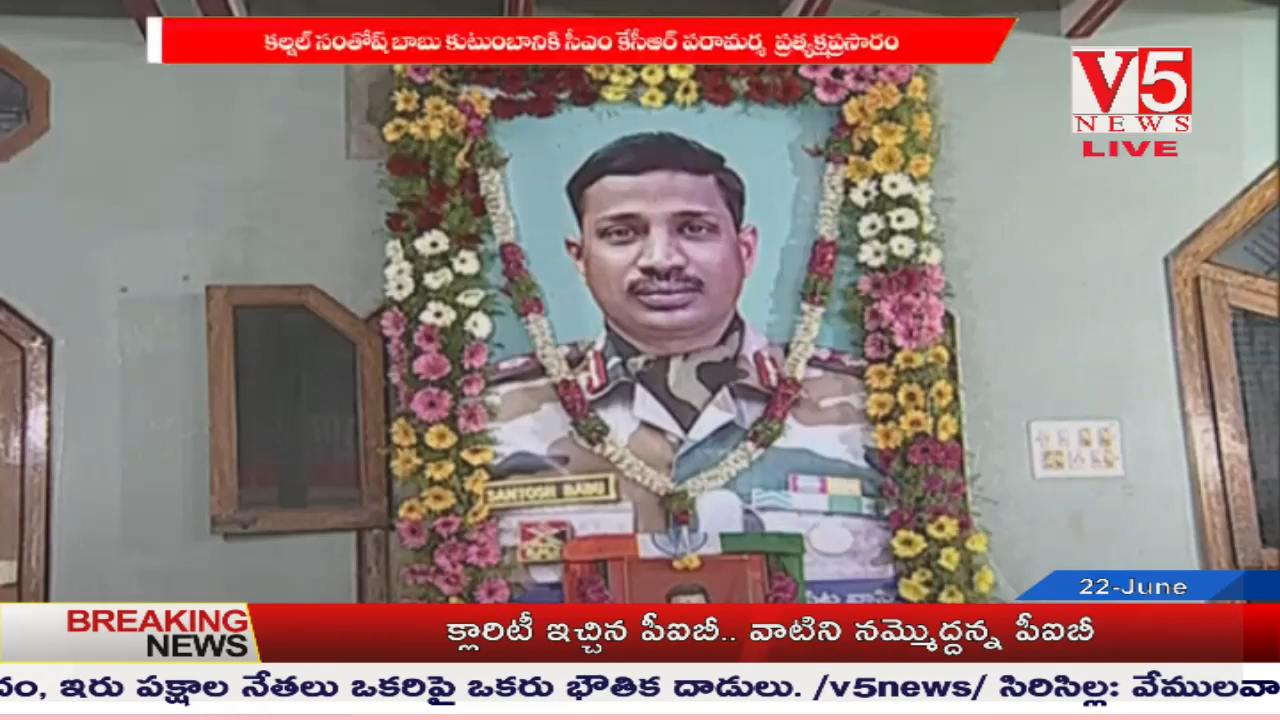 కల్నల్ సంతోష్ బాబు కుటుంబానికి సీఎం కేసీఆర్ పరామర్శ ప్రత్యక్షప్రసారం
V5
NEWS
LIVE
SANTOSH BABU
22-June
BREAKING
NEWS
క్లారిటీ ఇచ్చిన పీఐబీ.. వాటిని నమ్మొద్దన్న పీఐబీ
ఇరు పక్షాల నేతలు ఒకరిపై ఒకరు భౌతిక దాడులు. /v5news/ సిరిసిల్ల: వేములవా